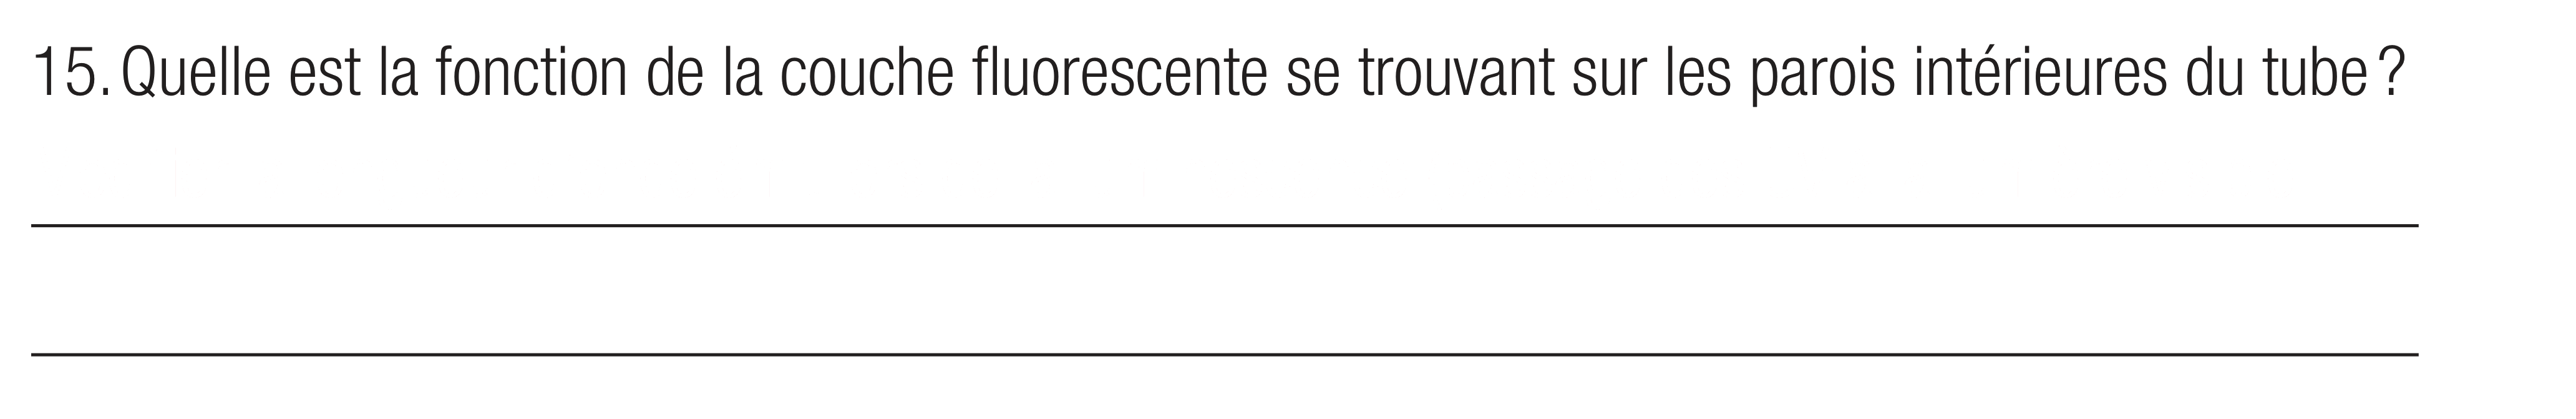 15. Quelle est la fonction de la couche fluorescente se trouvant sur les parois intérieures du tube ?